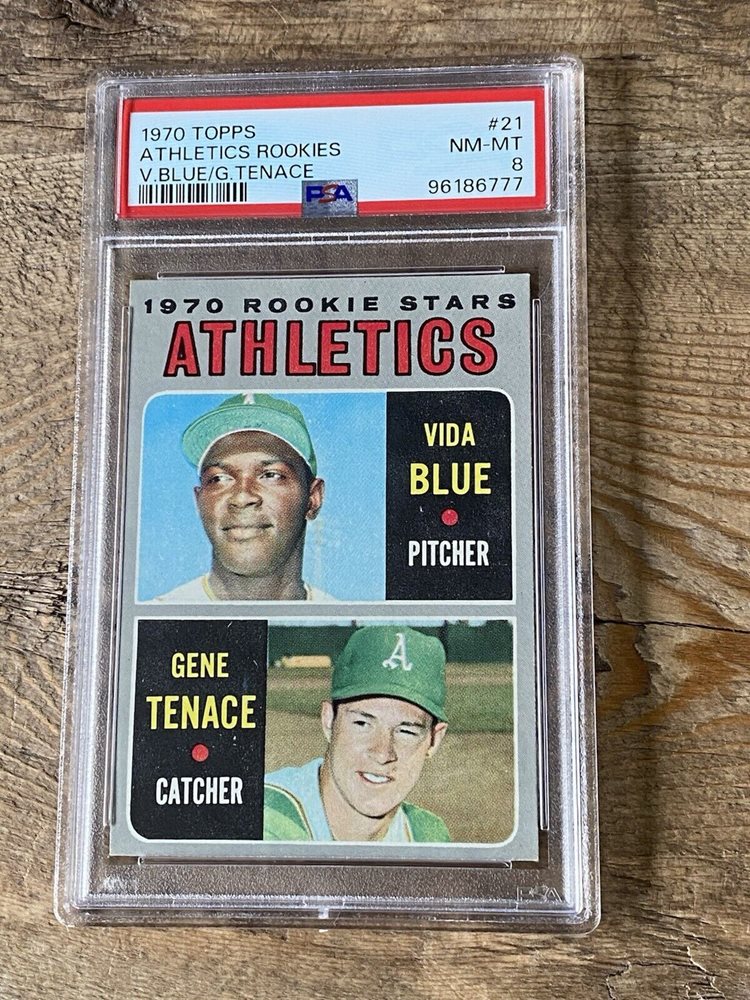 1970 TOPPS #21
ATHLETICS ROOKIES NM-MT
V.BLUE/G.TENACE 8
PSA 96186777
1970 ROOKIE STARS
ATHLETICS
A
VIDA
BLUE
PITCHER
GENE
TENACE
CATCHER
A
PSA